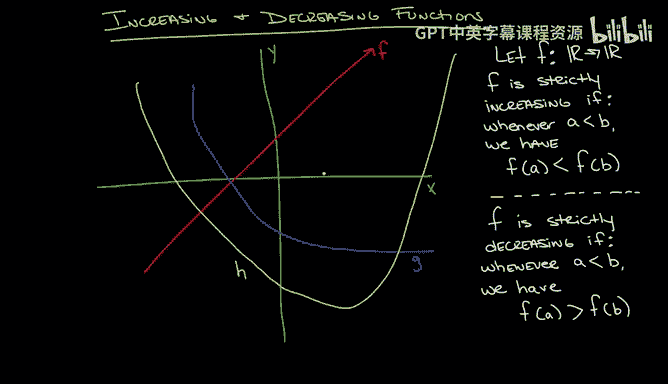 INCREASING & DECREASING FUNCTIONS
GPT中英字幕课程资源 bilibili
y
f
x
g
h
LET f: ℝ→ℝ
f is strictly
INCREASING if:
whenever a<b,
we HAVE
f(a) < f(b)
f is strictly
DECREASING if:
WHENEVER a<b,
we have
f(a) > f(b)